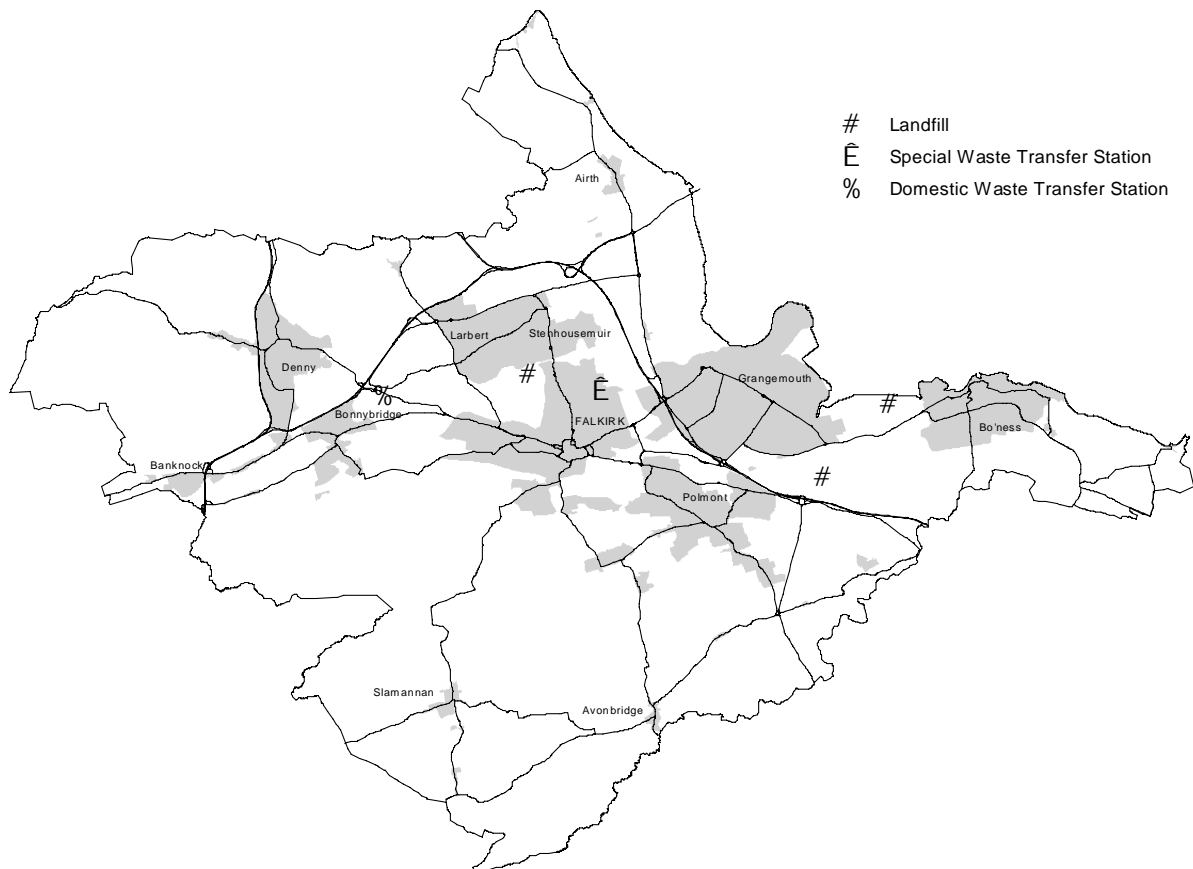 # Landfill
Ê Special Waste Transfer Station
% Domestic Waste Transfer Station
Airth
Larbert
Stenhousemuir
Denny
#
Ê
Grangemouth
%
#
Bonnybridge
FALKIRK
Bo'ness
Banknock
#
Polmont
Slamannan
Avonbridge